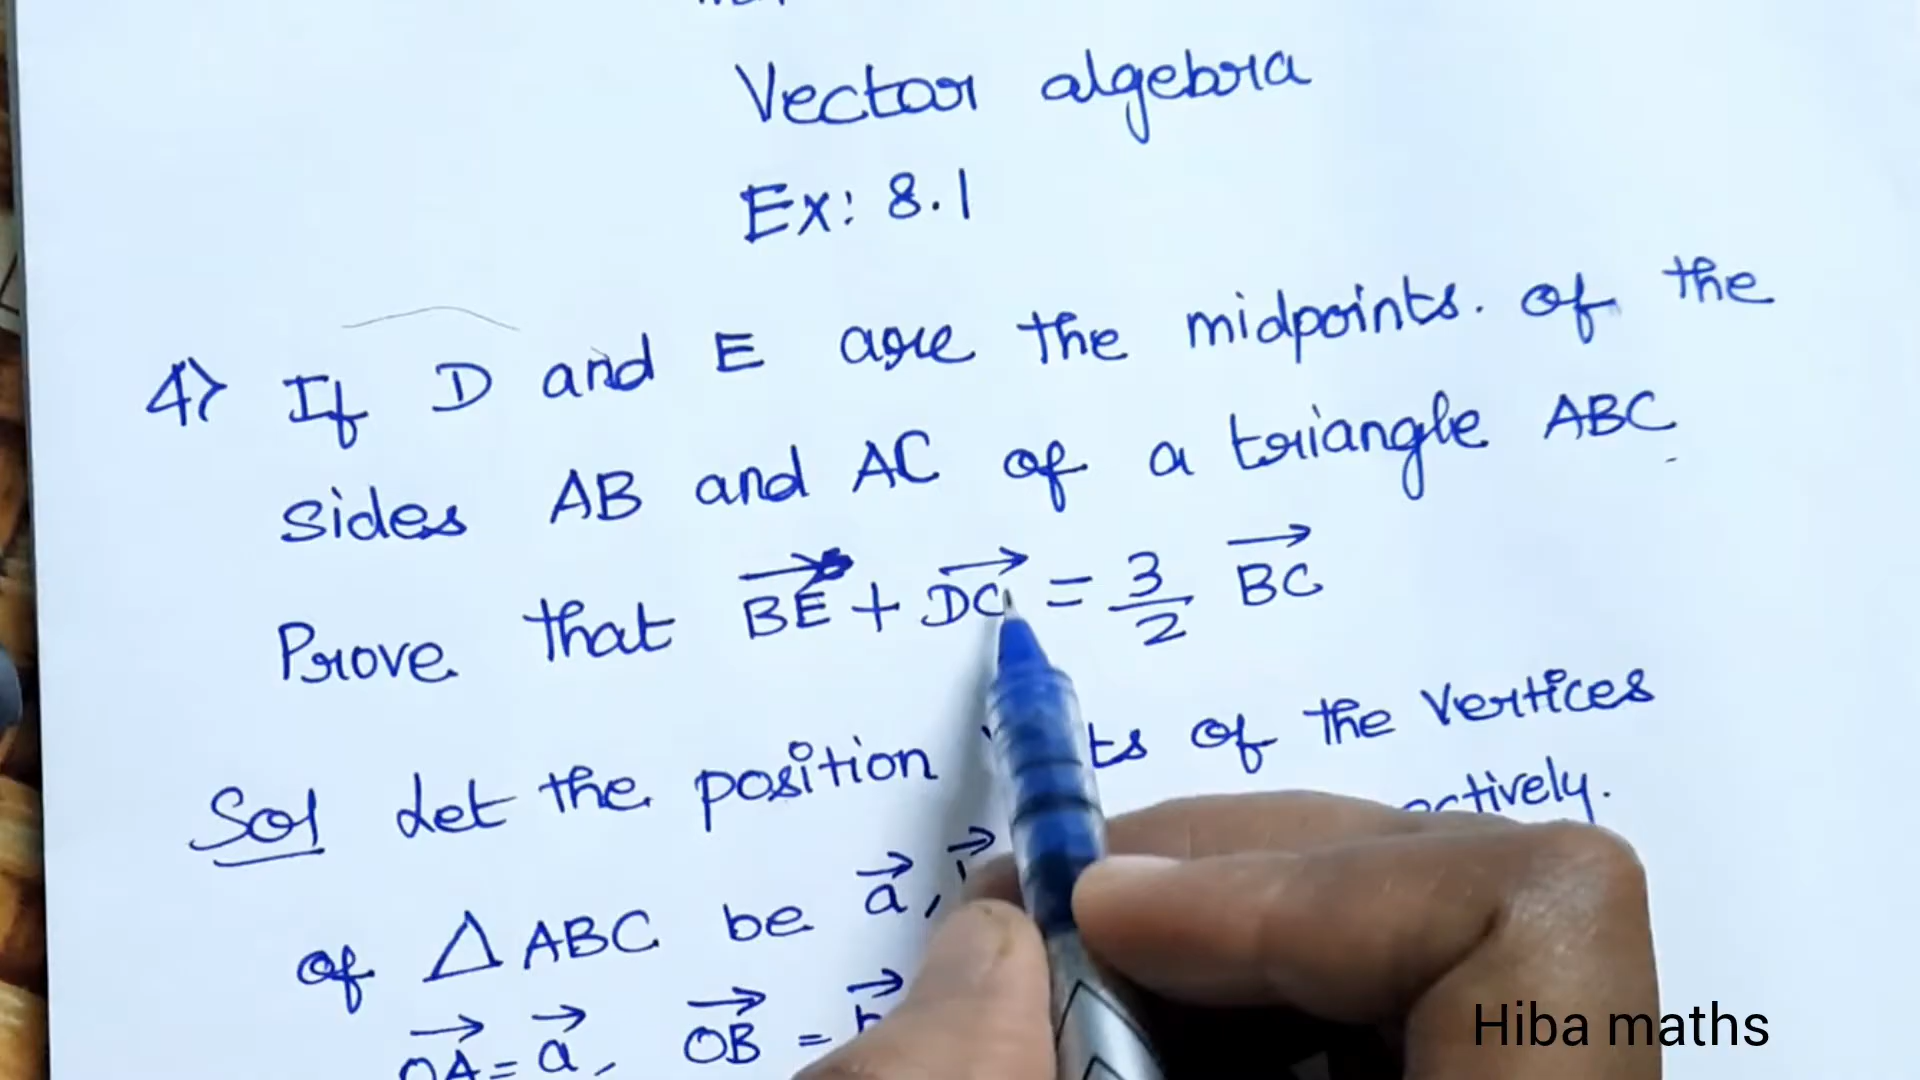 Vector algebra
Ex: 8.1
4) If D and E are the midpoints. of the
sides AB and AC of a triangle ABC
Prove that BE→ + DC→ = 3/2 BC→
Sol Let the position of the vertices
of △ ABC be a→,
OA→ = a→, OB→ =
Hiba maths